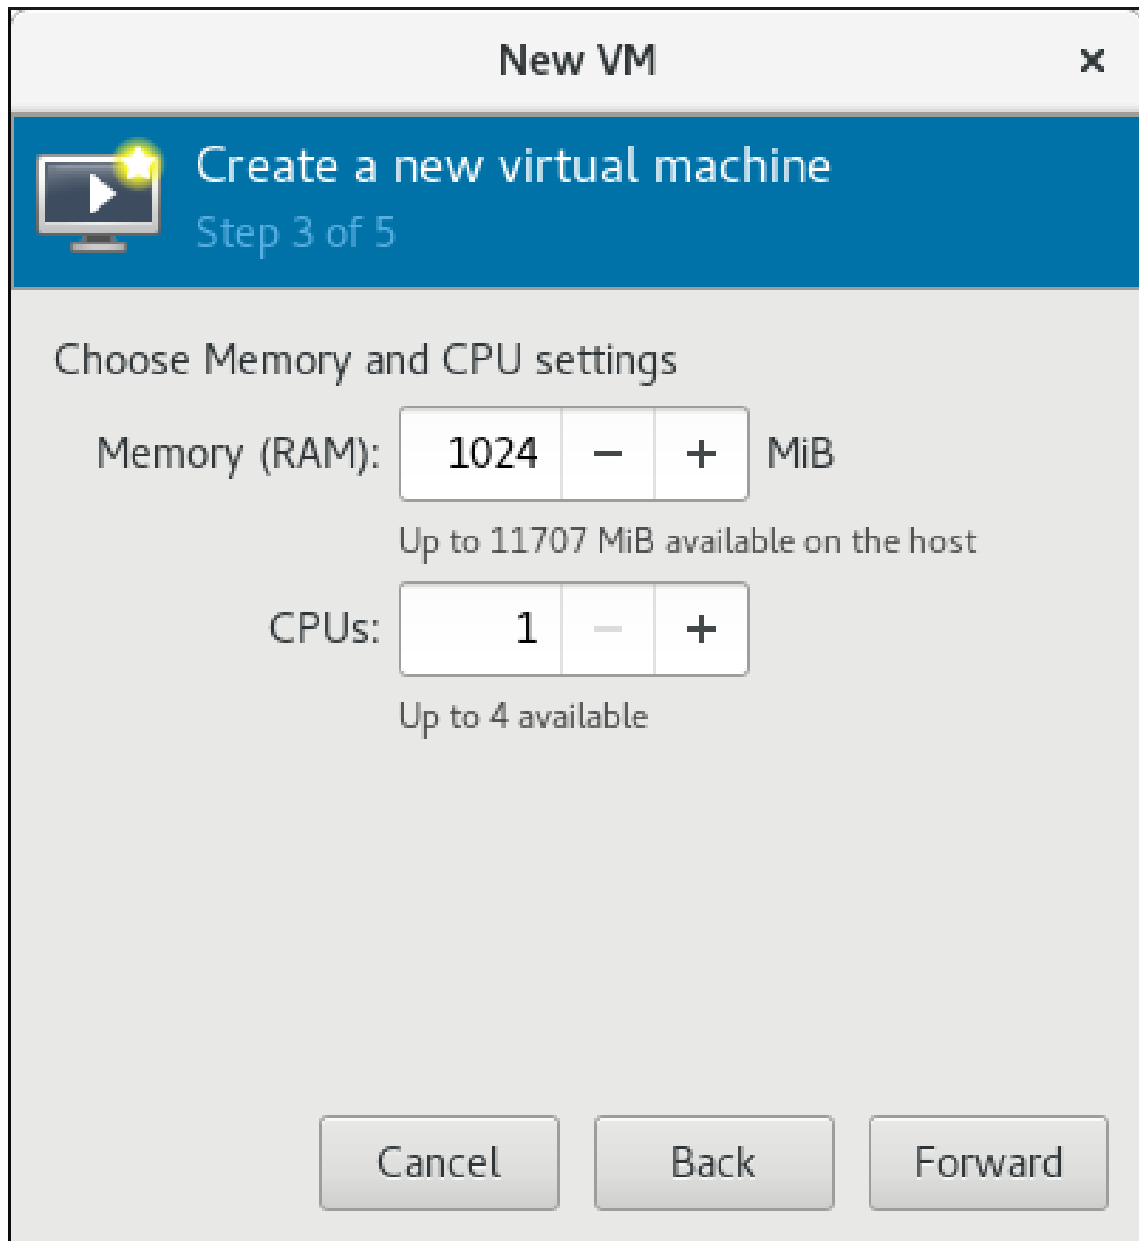 New VM ×
Create a new virtual machine
Step 3 of 5
Choose Memory and CPU settings
Memory (RAM): 1024 − + MiB
Up to 11707 MiB available on the host
CPUs: 1 − +
Up to 4 available
Cancel Back Forward